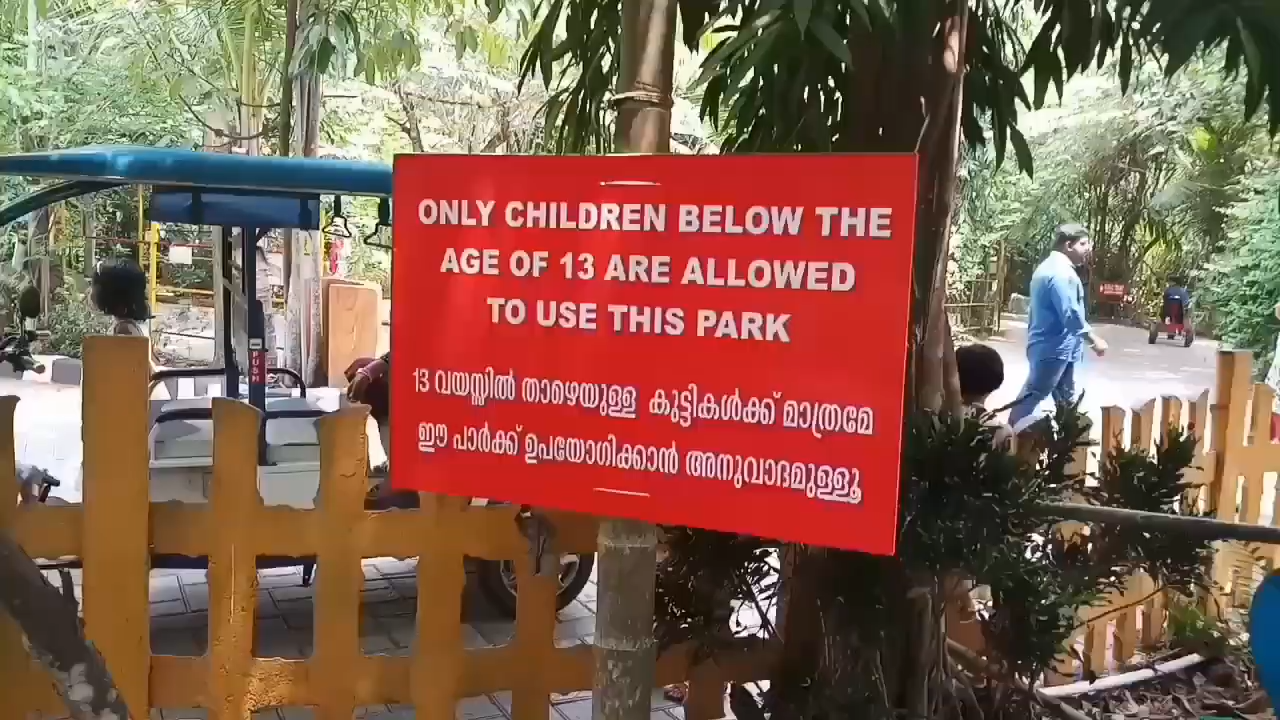 ONLY CHILDREN BELOW THE
AGE OF 13 ARE ALLOWED
TO USE THIS PARK
13 വയസ്സിൽ താഴെയുള്ള കുട്ടികൾക്ക് മാത്രമേ
ഈ പാർക്ക് ഉപയോഗിക്കാൻ അനുവാദമുള്ളൂ
PUSH